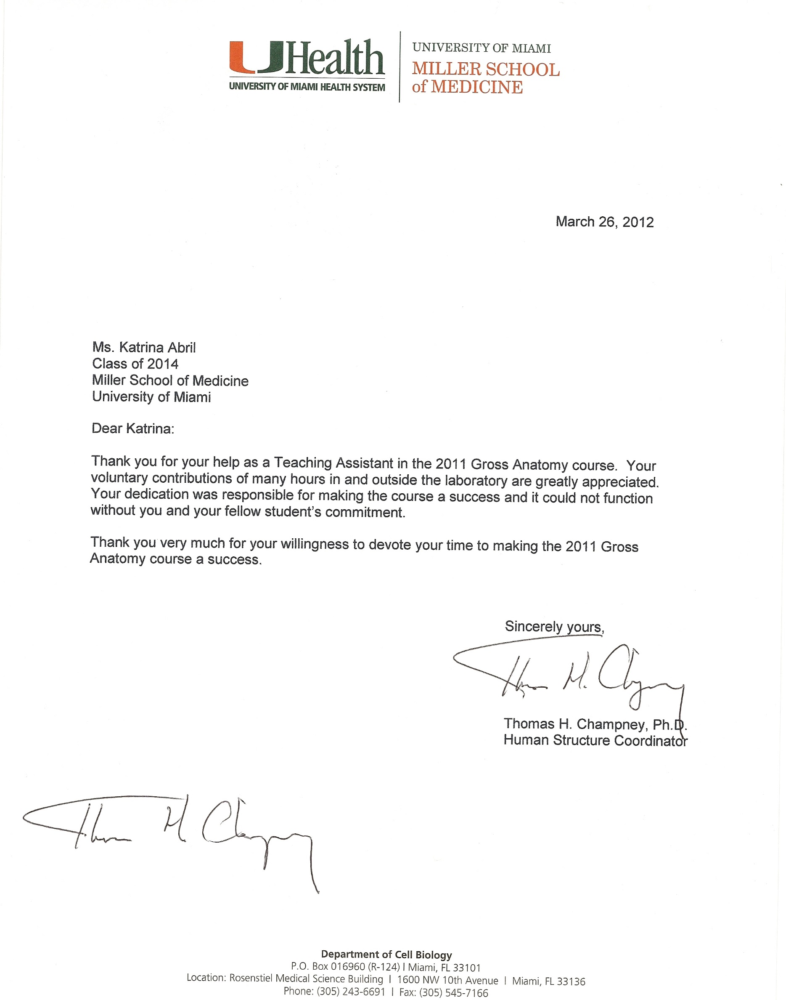 UHealth
UNIVERSITY OF MIAMI HEALTH SYSTEM
UNIVERSITY OF MIAMI
MILLER SCHOOL
of MEDICINE
March 26, 2012
Ms. Katrina Abril
Class of 2014
Miller School of Medicine
University of Miami
Dear Katrina:
Thank you for your help as a Teaching Assistant in the 2011 Gross Anatomy course.  Your
voluntary contributions of many hours in and outside the laboratory are greatly appreciated.
Your dedication was responsible for making the course a success and it could not function
without you and your fellow student's commitment.
Thank you very much for your willingness to devote your time to making the 2011 Gross
Anatomy course a success.
Sincerely yours,
Thomas H. Champney
Thomas H. Champney, Ph.D.
Human Structure Coordinator
Thomas H Champney
Department of Cell Biology
P.O. Box 016960 (R-124) | Miami, FL 33101
Location: Rosenstiel Medical Science Building | 1600 NW 10th Avenue | Miami, FL 33136
Phone: (305) 243-6691 | Fax: (305) 545-7166